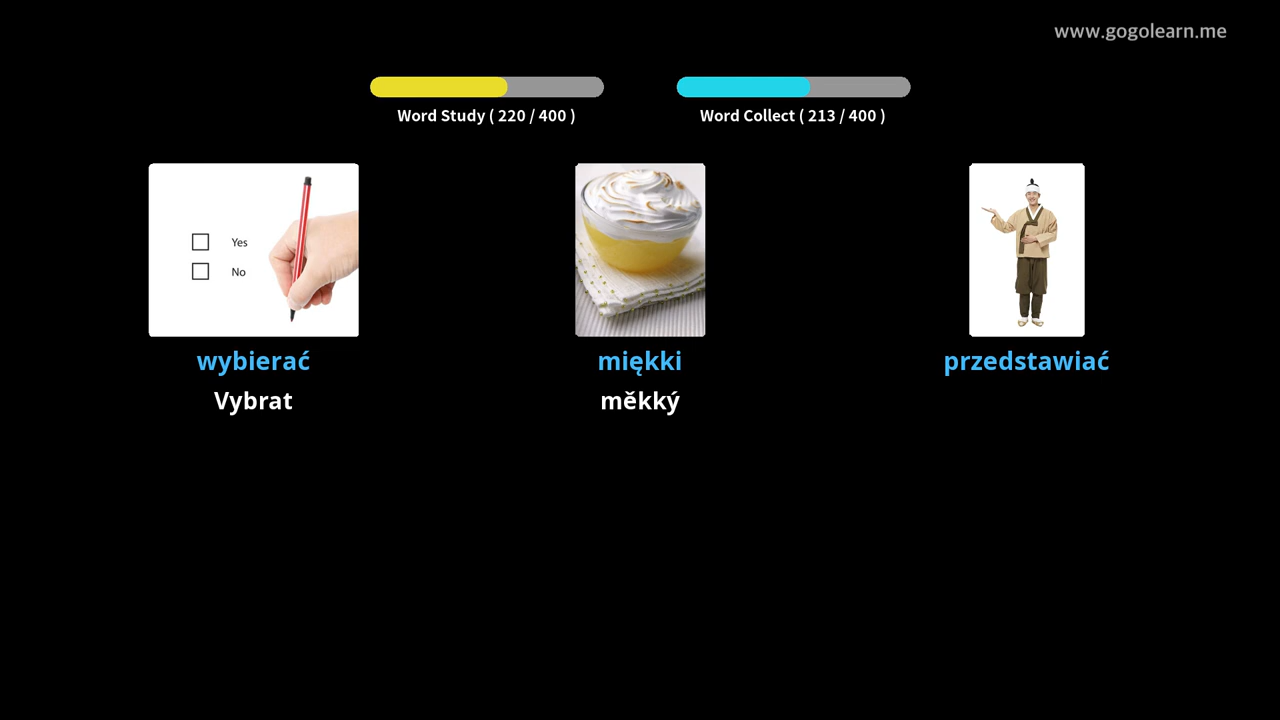 www.gogolearn.me
Word Study ( 220 / 400 )
Word Collect ( 213 / 400 )
Yes
No
wybierać
Vybrat
miękki
měkký
przedstawiać